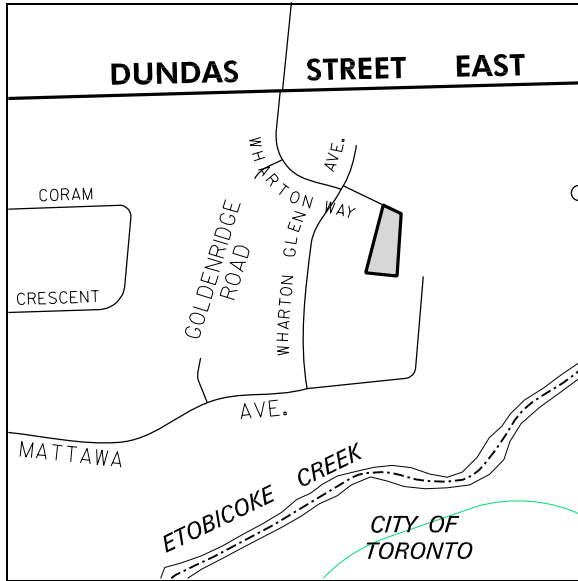 DUNDAS STREET EAST
WHARTON WAY
AVE.
WHARTON GLEN
CORAM
CRESCENT
GOLDENRIDGE
ROAD
MATTAWA
AVE.
ETOBICOKE CREEK
CITY OF
TORONTO